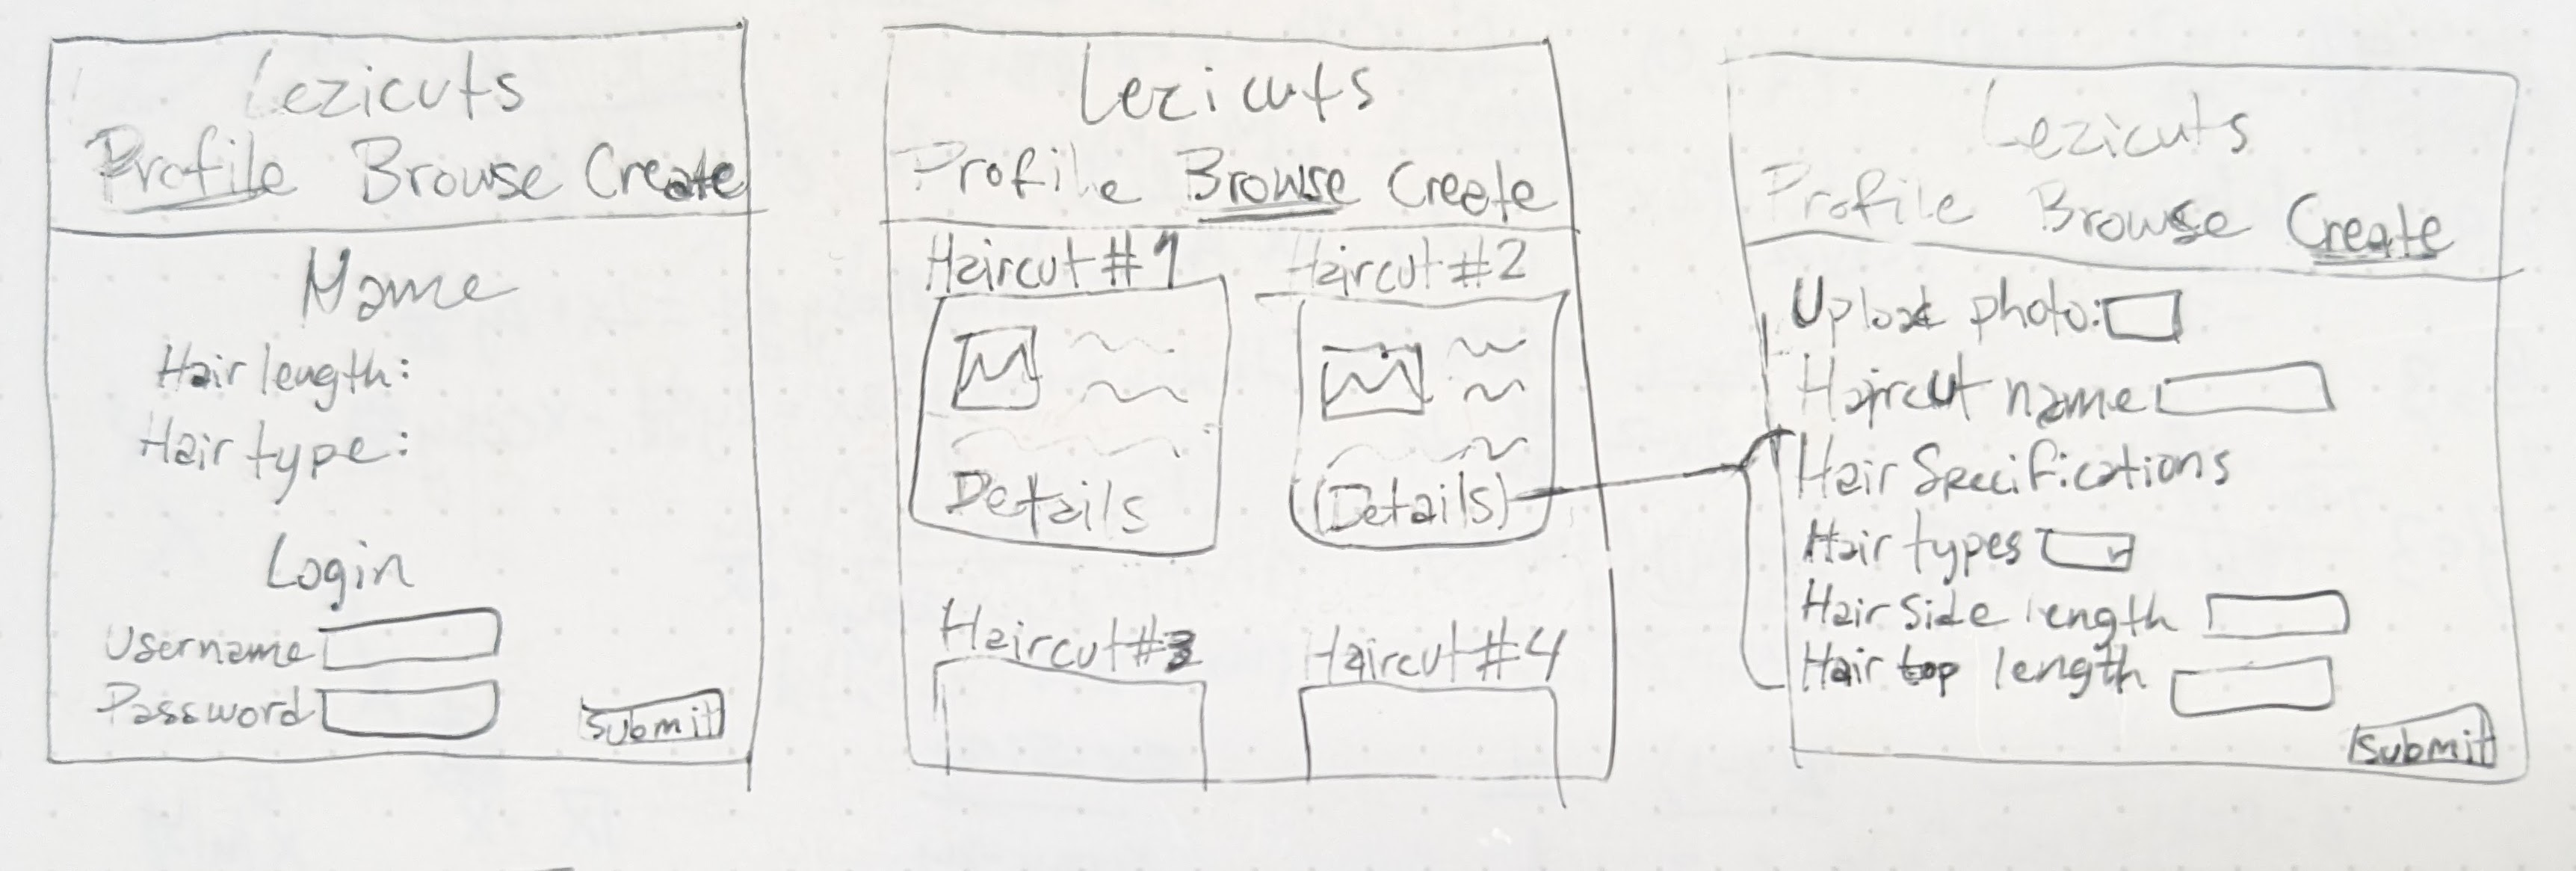 Lezicuts
Profile Browse Create
Name
Hair length:
Hair type:
Login
Username
Password
Submit
Lezicuts
Profile Browse Create
Haircut #1 Haircut #2
Details (Details)
Haircut #3 Haircut #4
Lezicuts
Profile Browse Create
Upload photo:
Haircut name
Hair Specifications
Hair types
Hair Side length
Hair top length
Submit